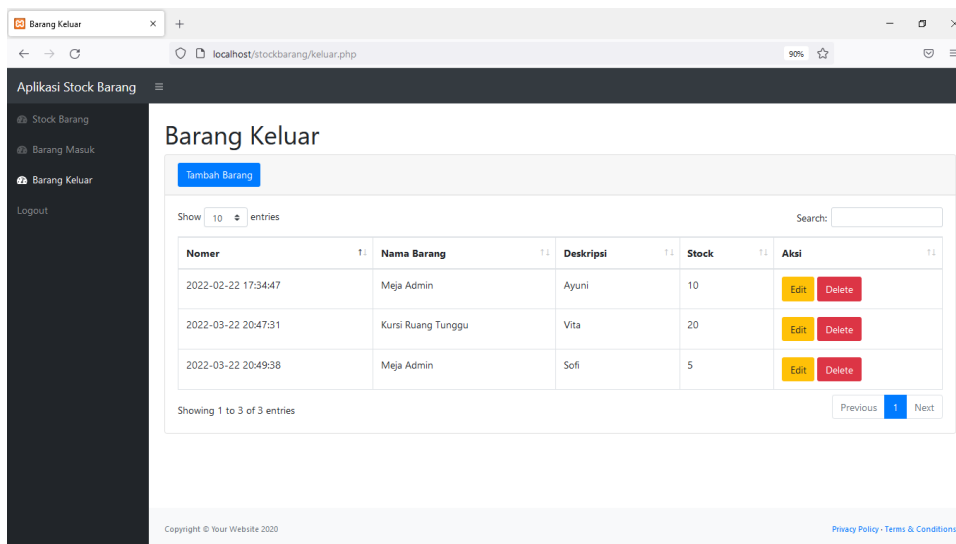 Barang Keluar
localhost/stockbarang/keluar.php
90%
Aplikasi Stock Barang
Stock Barang
Barang Masuk
Barang Keluar
Logout
Barang Keluar
Tambah Barang
Show 10 entries
Search:
Nomer Nama Barang Deskripsi Stock Aksi
2022-02-22 17:34:47 Meja Admin Ayuni 10 Edit Delete
2022-03-22 20:47:31 Kursi Ruang Tunggu Vita 20 Edit Delete
2022-03-22 20:49:38 Meja Admin Sofi 5 Edit Delete
Showing 1 to 3 of 3 entries
Previous 1 Next
Copyright © Your Website 2020
Privacy Policy · Terms & Conditions